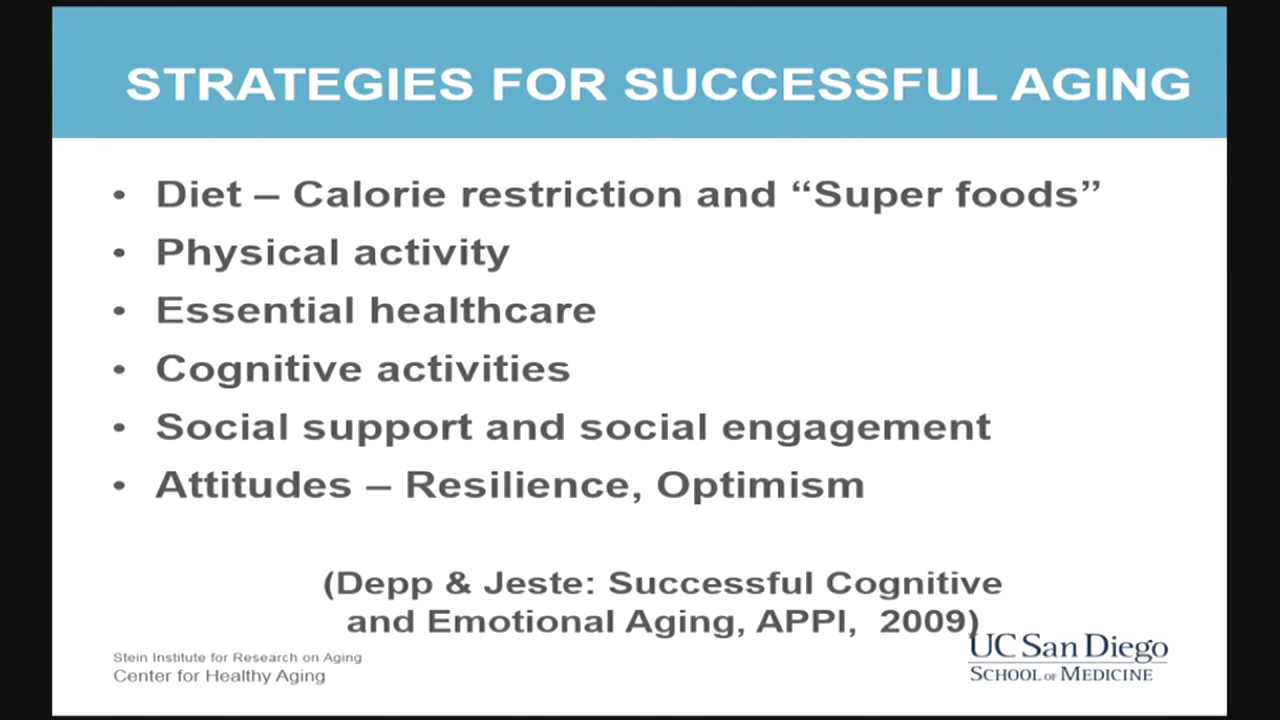 STRATEGIES FOR SUCCESSFUL AGING
• Diet – Calorie restriction and “Super foods”
• Physical activity
• Essential healthcare
• Cognitive activities
• Social support and social engagement
• Attitudes – Resilience, Optimism
(Depp & Jeste: Successful Cognitive
and Emotional Aging, APPI, 2009)
Stein Institute for Research on Aging
Center for Healthy Aging
UC San Diego
SCHOOL OF MEDICINE